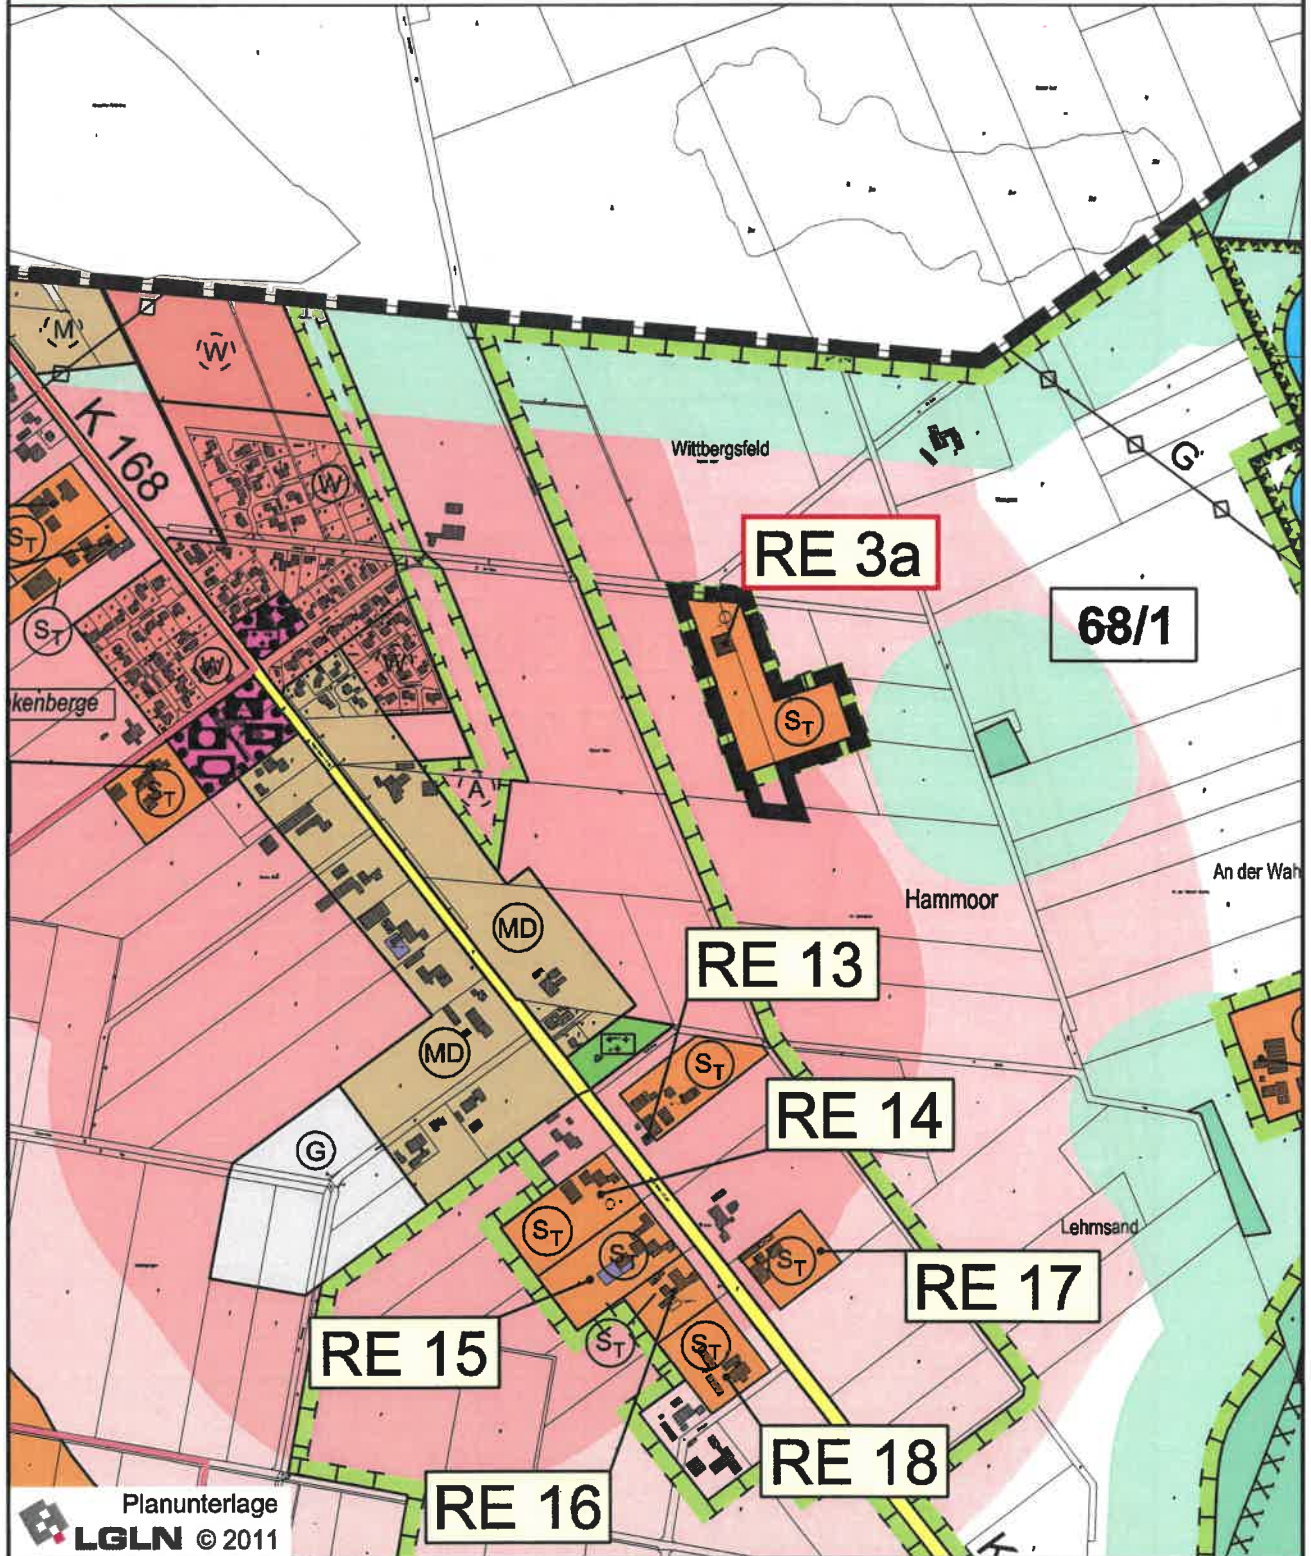 M
W
K 168
W
Wittbergsfeld
G
RE 3a
68/1
ST
ST
W
kenberge
ST
ST
A
Hammoor
An der Wah
MD
RE 13
MD
ST
RE 14
G
ST
ST
Lehmsand
ST
RE 17
RE 15
ST
ST
RE 18
RE 16
K
Planunterlage
LGLN © 2011